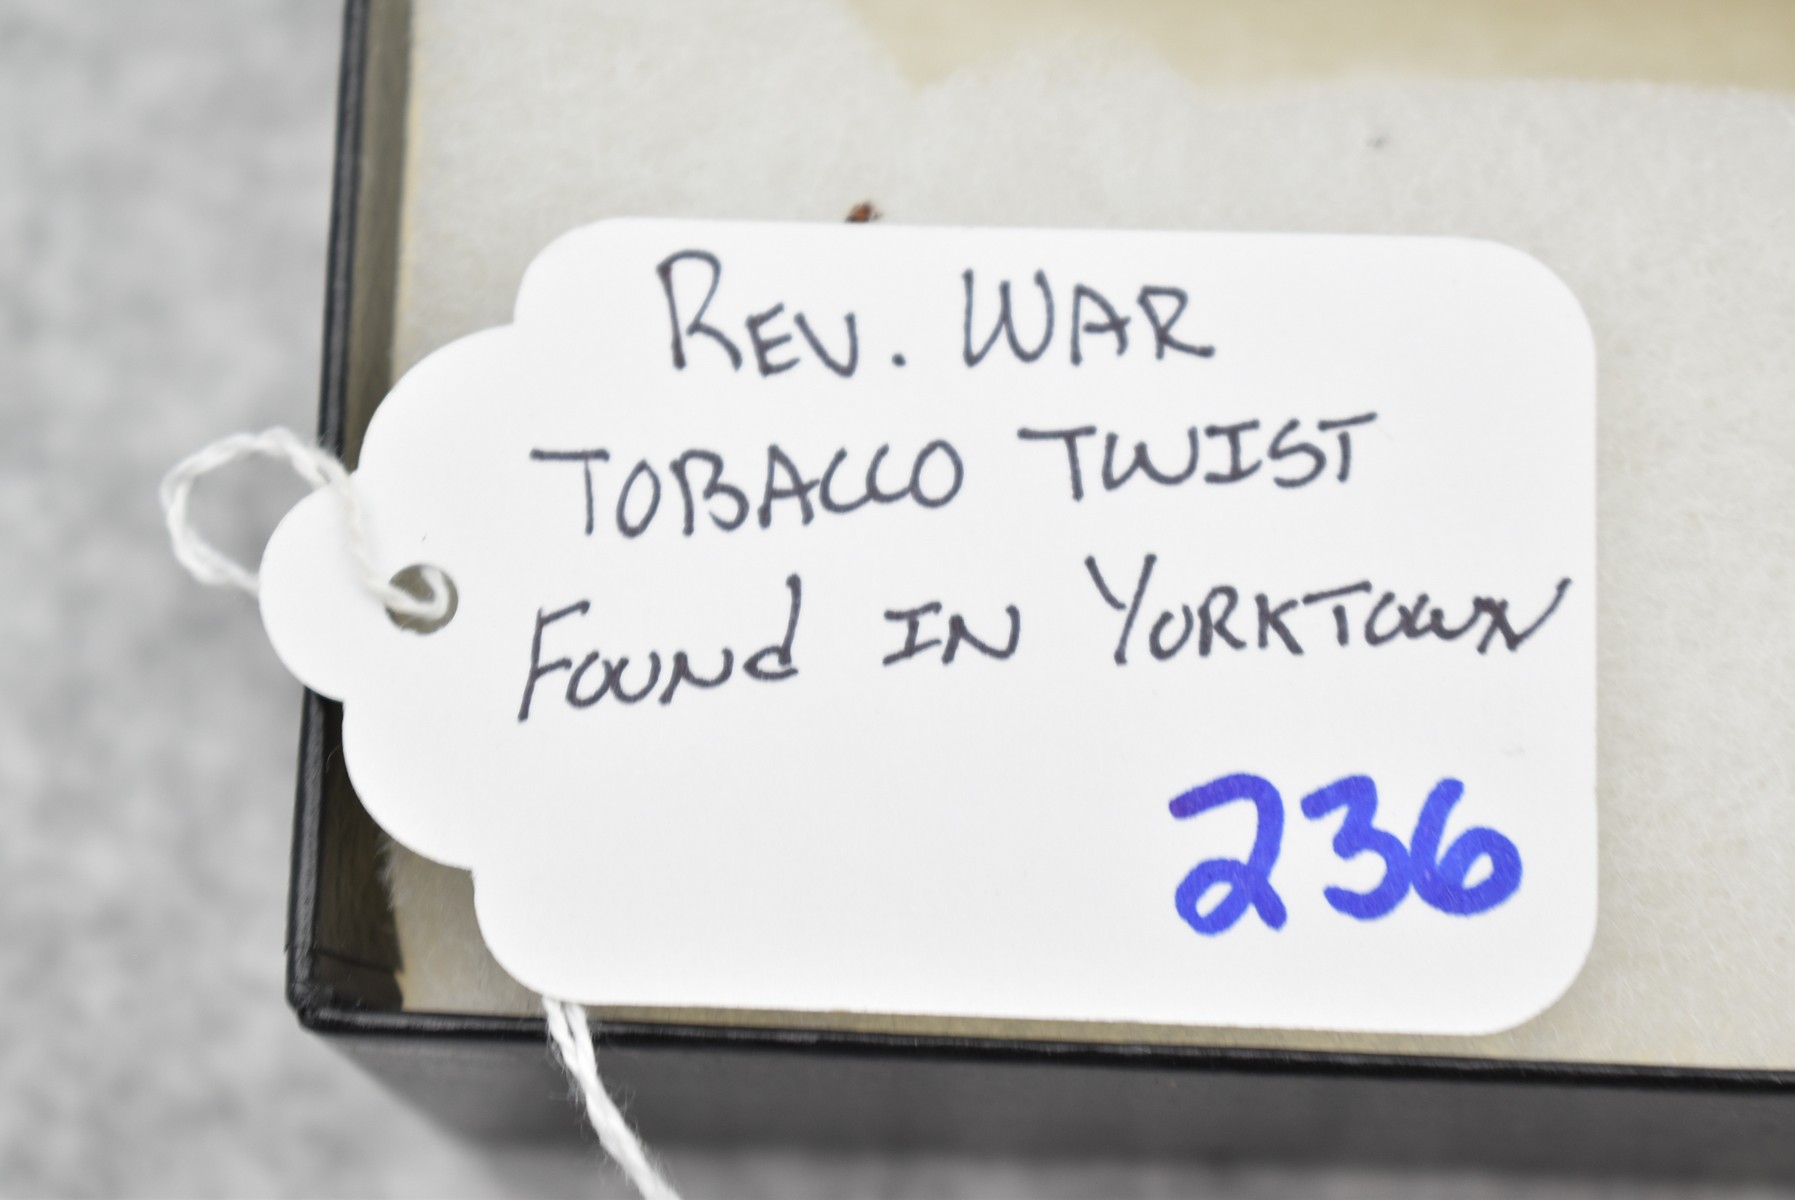 REV. WAR
TOBACCO TWIST
FOUNd IN YORKTOWN
236